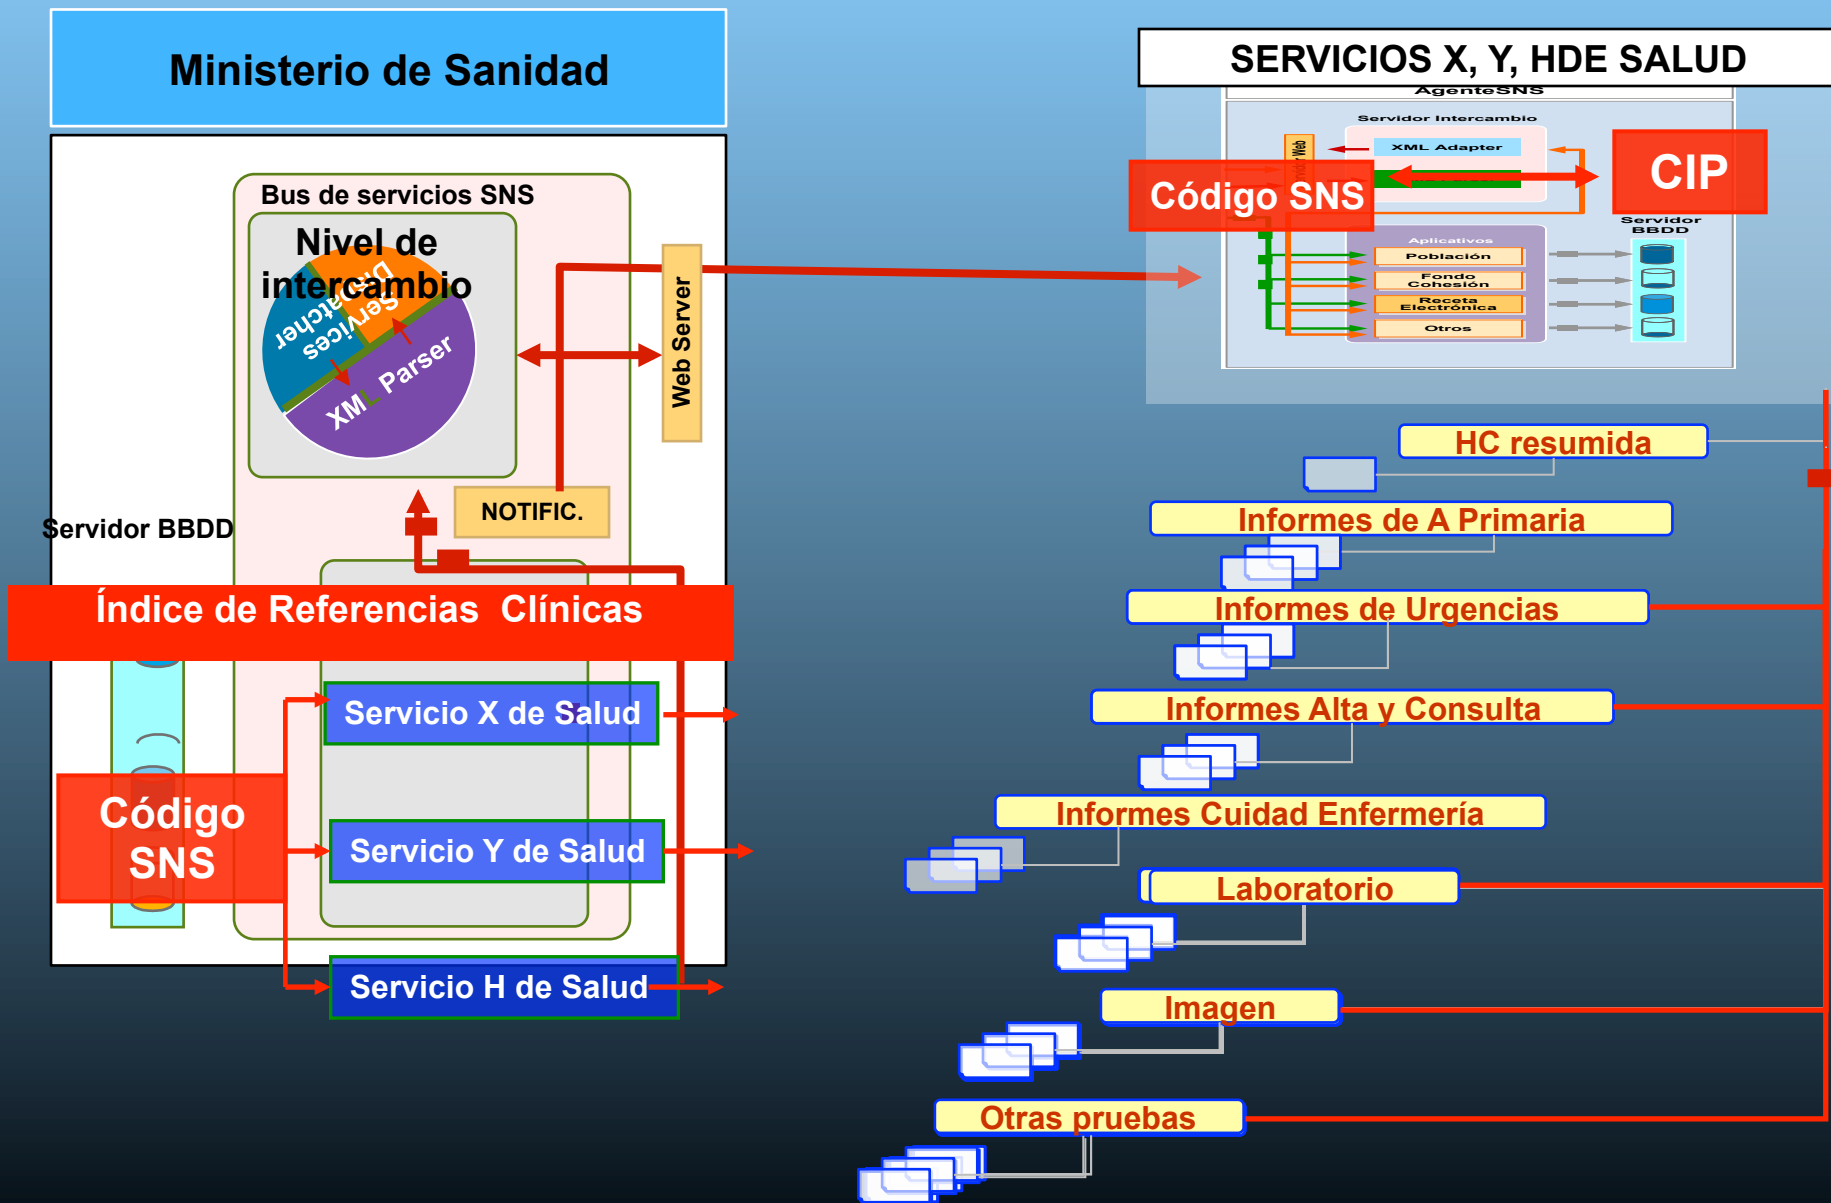 Ministerio de Sanidad
Bus de servicios SNS
Nivel de
intercambio
Services
Dispatcher
XML Parser
Web Server
NOTIFIC.
Servidor BBDD
Índice de Referencias Clínicas
Servicio X de Salud
Código
SNS
Servicio Y de Salud
Servicio H de Salud
SERVICIOS X, Y, HDE SALUD
AgenteSNS
Servidor Intercambio
XML Adapter
Web
Código SNS
CIP
Servidor
BBDD
Aplicativos
Población
Fondo
Cohesión
Receta
Electrónica
Otros
HC resumida
Informes de A Primaria
Informes de Urgencias
Informes Alta y Consulta
Informes Cuidad Enfermería
Laboratorio
Imagen
Otras pruebas